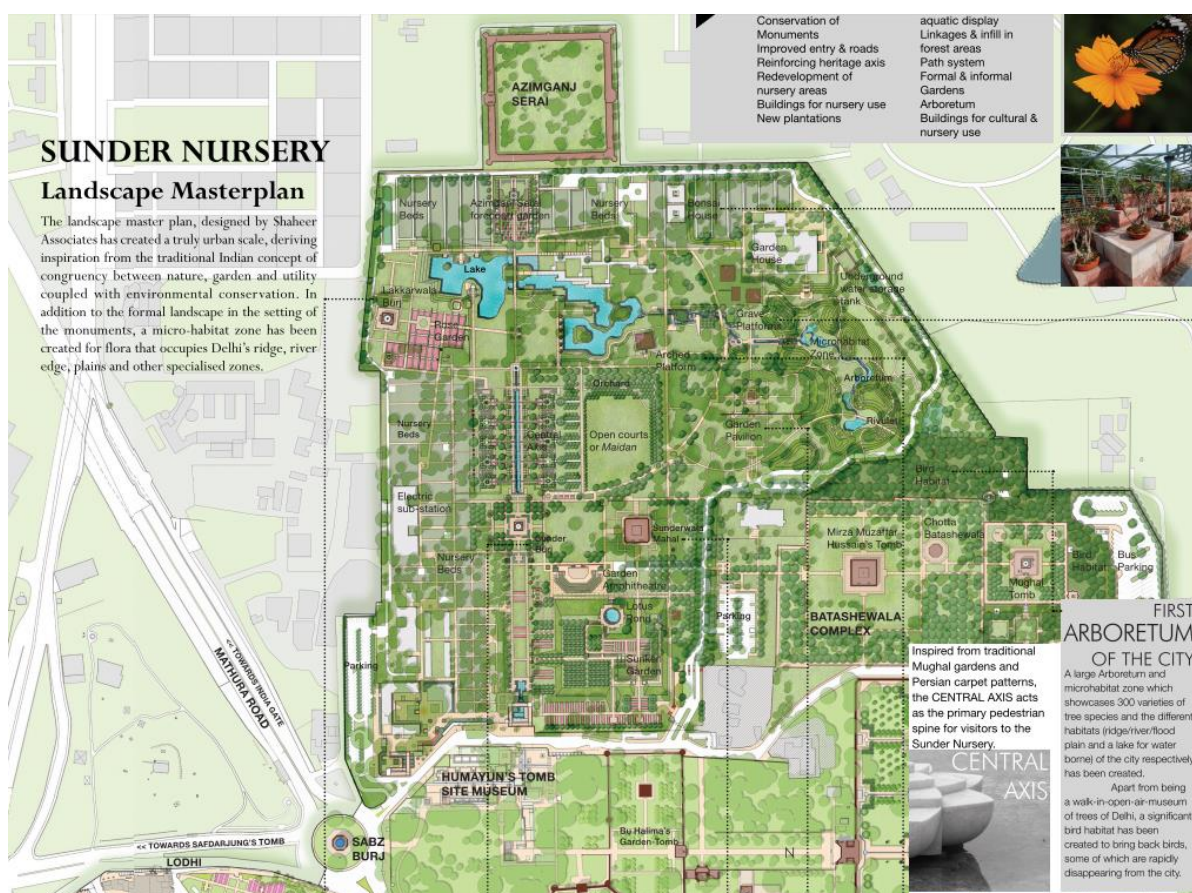 SUNDER NURSERY
Landscape Masterplan
The landscape master plan, designed by Shaheer
Associates has created a truly urban scale, deriving
inspiration from the traditional Indian concept of
congruency between nature, garden and utility
coupled with environmental conservation. In
addition to the formal landscape in the setting of
the monuments, a micro-habitat zone has been
created for flora that occupies Delhi's ridge, river
edge, plains and other specialised zones.
Conservation of
Monuments
Improved entry & roads
Reinforcing heritage axis
Redevelopment of
nursery areas
Buildings for nursery use
New plantations
aquatic display
Linkages & infill in
forest areas
Path system
Formal & informal
Gardens
Arboretum
Buildings for cultural &
nursery use
AZIMGANJ
SERAI
Nursery
Beds
Azimganj Serai
forecourt garden
Nursery
Beds
Bonsai
House
Garden
House
Underground
water storage
tank
Lake
Lakkarwala
Burj
Rose
Garden
Grave
Platforms
Microhabitat
Zone
Arched
Platform
Arboretum
Orchard
Rivulet
Nursery
Beds
Central
Axis
Open courts
or Maidan
Garden
Pavilion
Bird
Habitat
Electric
sub-station
Sunder
Burj
Sunderwala
Mahal
Mirza Muzaffar
Hussain's Tomb
Chotta
Batashewala
Nursery
Beds
Garden
Amphitheatre
Mughal
Tomb
Bird
Habitat
Bus
Parking
Lotus
Pond
Parking
BATASHEWALA
COMPLEX
Sunken
Garden
Parking
<< TOWARDS INDIA GATE
MATHURA ROAD
HUMAYUN'S TOMB
SITE MUSEUM
Bu Halima's
Garden-Tomb
N
SABZ
BURJ
<< TOWARDS SAFDARJUNG'S TOMB
LODHI
Inspired from traditional
Mughal gardens and
Persian carpet patterns,
the CENTRAL AXIS acts
as the primary pedestrian
spine for visitors to the
Sunder Nursery.
CENTRAL
AXIS
FIRST
ARBORETUM
OF THE CITY
A large Arboretum and
microhabitat zone which
showcases 300 varieties of
tree species and the different
habitats (ridge/river/flood
plain and a lake for water
borne) of the city respectively
has been created.
Apart from being
a walk-in-open-air-museum
of trees of Delhi, a significant
bird habitat has been
created to bring back birds,
some of which are rapidly
disappearing from the city.